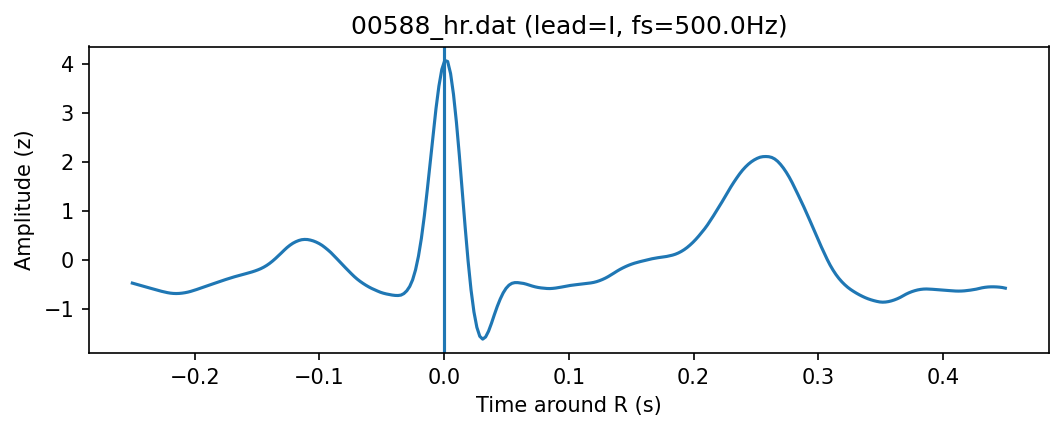 00588_hr.dat (lead=I, fs=500.0Hz)
Amplitude (z)
4
3
2
1
0
−1
−0.2 −0.1 0.0 0.1 0.2 0.3 0.4
Time around R (s)